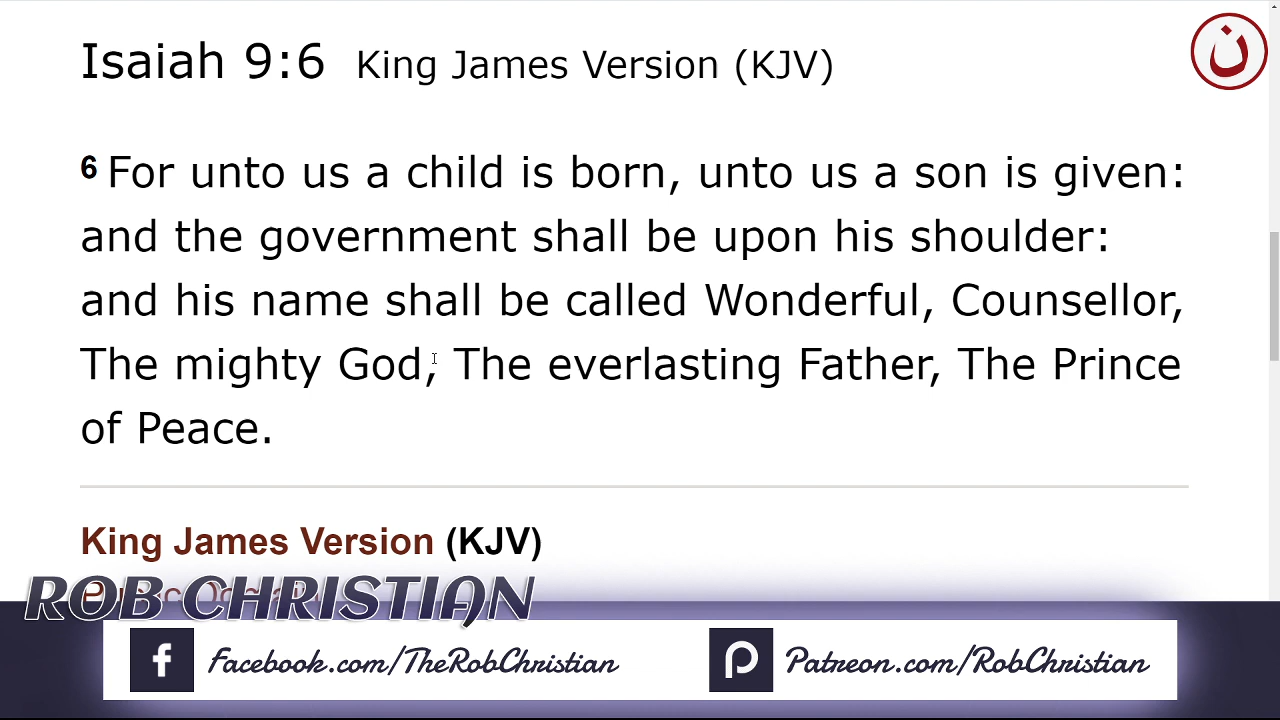 Isaiah 9:6 King James Version (KJV)
ن
6 For unto us a child is born, unto us a son is given:
and the government shall be upon his shoulder:
and his name shall be called Wonderful, Counsellor,
The mighty God, The everlasting Father, The Prince
of Peace.
King James Version (KJV)
ROB CHRISTIAN
f Facebook.com/TheRobChristian
Patreon.com/RobChristian